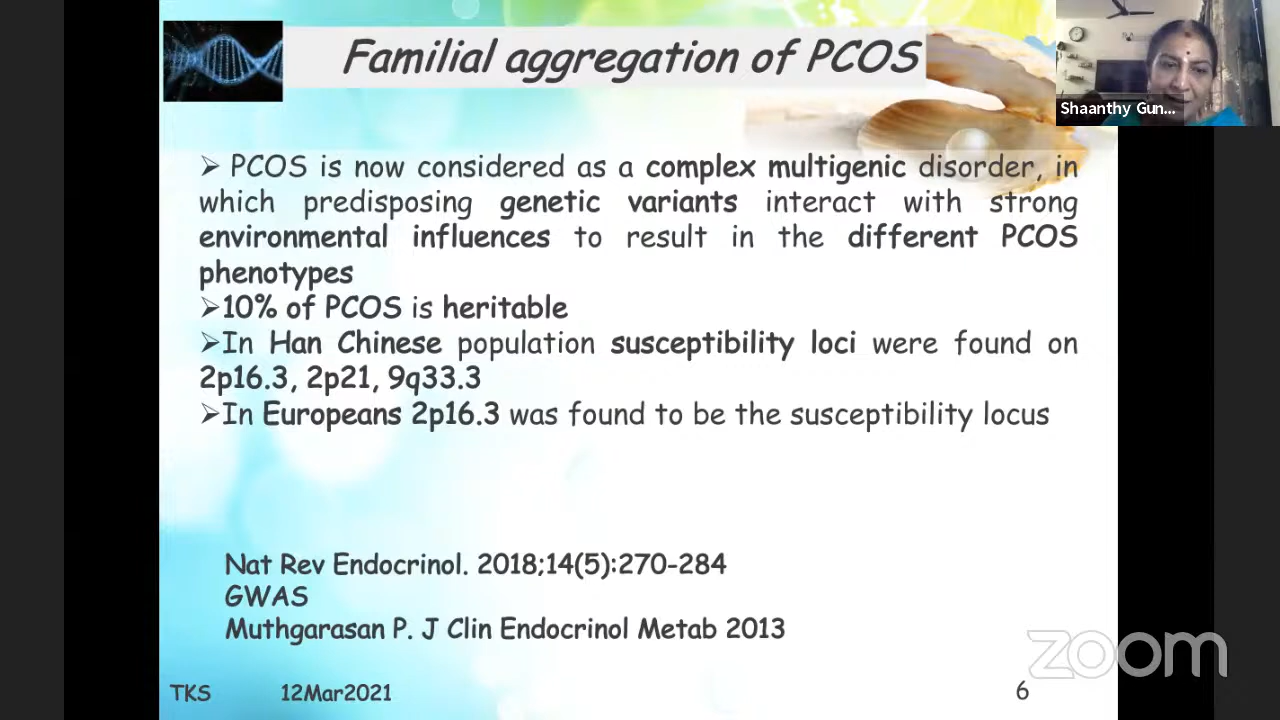 Familial aggregation of PCOS
Shaanthy Gun...
➢ PCOS is now considered as a complex multigenic disorder, in
which predisposing genetic variants interact with strong
environmental influences to result in the different PCOS
phenotypes
➢10% of PCOS is heritable
➢In Han Chinese population susceptibility loci were found on
2p16.3, 2p21, 9q33.3
➢In Europeans 2p16.3 was found to be the susceptibility locus
Nat Rev Endocrinol. 2018;14(5):270-284
GWAS
Muthgarasan P. J Clin Endocrinol Metab 2013
zoom
TKS 12Mar2021 6